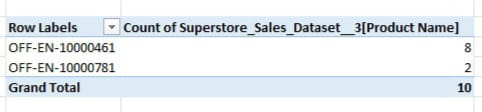 Row Labels Count of Superstore_Sales_Dataset__3[Product Name]
OFF-EN-10000461 8
OFF-EN-10000781 2
Grand Total 10